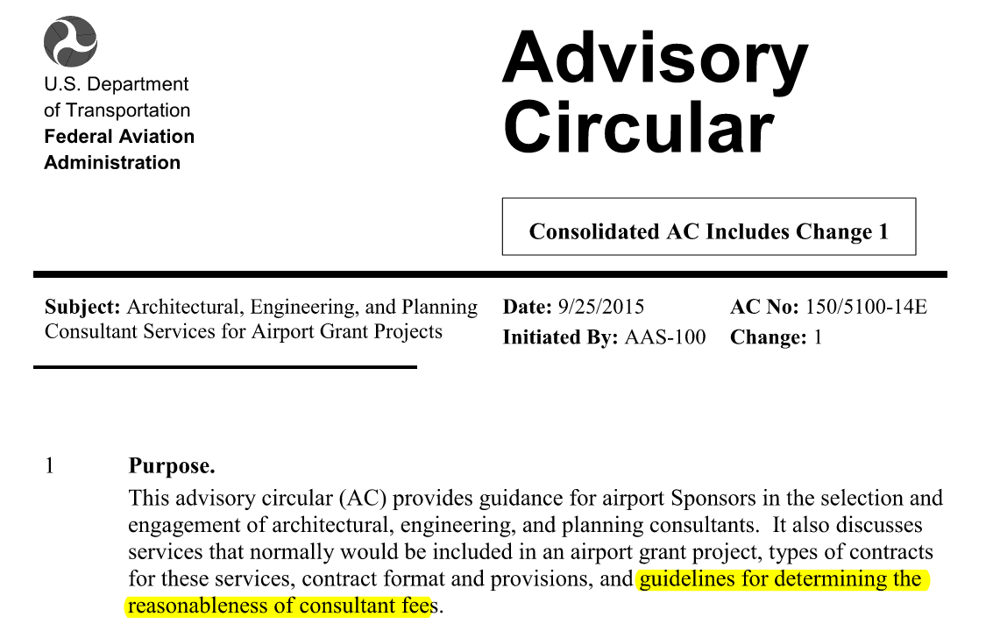 U.S. Department
of Transportation
Federal Aviation
Administration
Advisory
Circular
Consolidated AC Includes Change 1
Subject: Architectural, Engineering, and Planning
Consultant Services for Airport Grant Projects
Date: 9/25/2015
AC No: 150/5100-14E
Initiated By: AAS-100
Change: 1
1 Purpose.
This advisory circular (AC) provides guidance for airport Sponsors in the selection and
engagement of architectural, engineering, and planning consultants. It also discusses
services that normally would be included in an airport grant project, types of contracts
for these services, contract format and provisions, and guidelines for determining the
reasonableness of consultant fees.